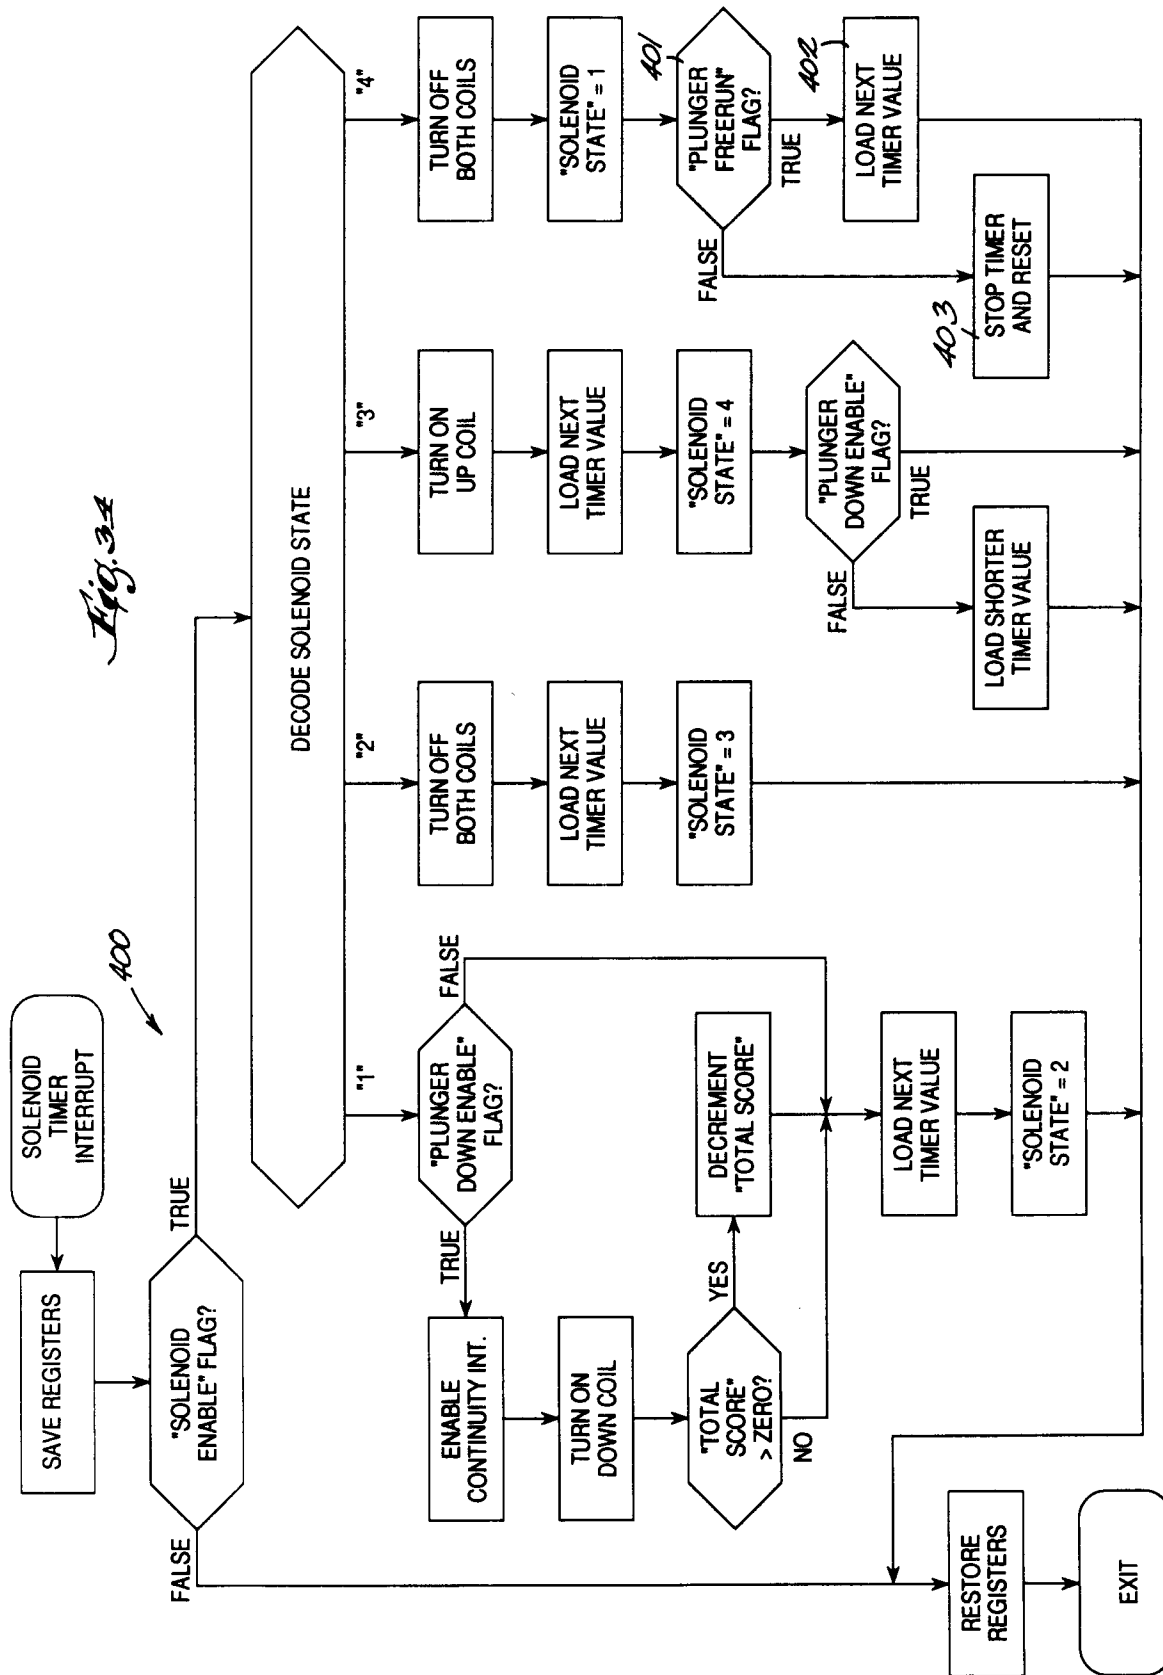 Fig. 34
400
SOLENOID
TIMER
INTERRUPT
SAVE REGISTERS
"SOLENOID
ENABLE" FLAG?
TRUE
FALSE
DECODE SOLENOID STATE
"1"
"2"
"3"
"4"
"PLUNGER
DOWN ENABLE"
FLAG?
TRUE
FALSE
ENABLE
CONTINUITY INT.
TURN ON
DOWN COIL
"TOTAL
SCORE"
> ZERO?
YES
NO
DECREMENT
"TOTAL SCORE"
LOAD NEXT
TIMER VALUE
"SOLENOID
STATE" = 2
TURN OFF
BOTH COILS
LOAD NEXT
TIMER VALUE
"SOLENOID
STATE" = 3
TURN ON
UP COIL
LOAD NEXT
TIMER VALUE
"SOLENOID
STATE" = 4
"PLUNGER
DOWN ENABLE"
FLAG?
FALSE
TRUE
LOAD SHORTER
TIMER VALUE
TURN OFF
BOTH COILS
"SOLENOID
STATE" = 1
401
"PLUNGER
FREERUN"
FLAG?
FALSE
TRUE
402
LOAD NEXT
TIMER VALUE
403
STOP TIMER
AND RESET
RESTORE
REGISTERS
EXIT